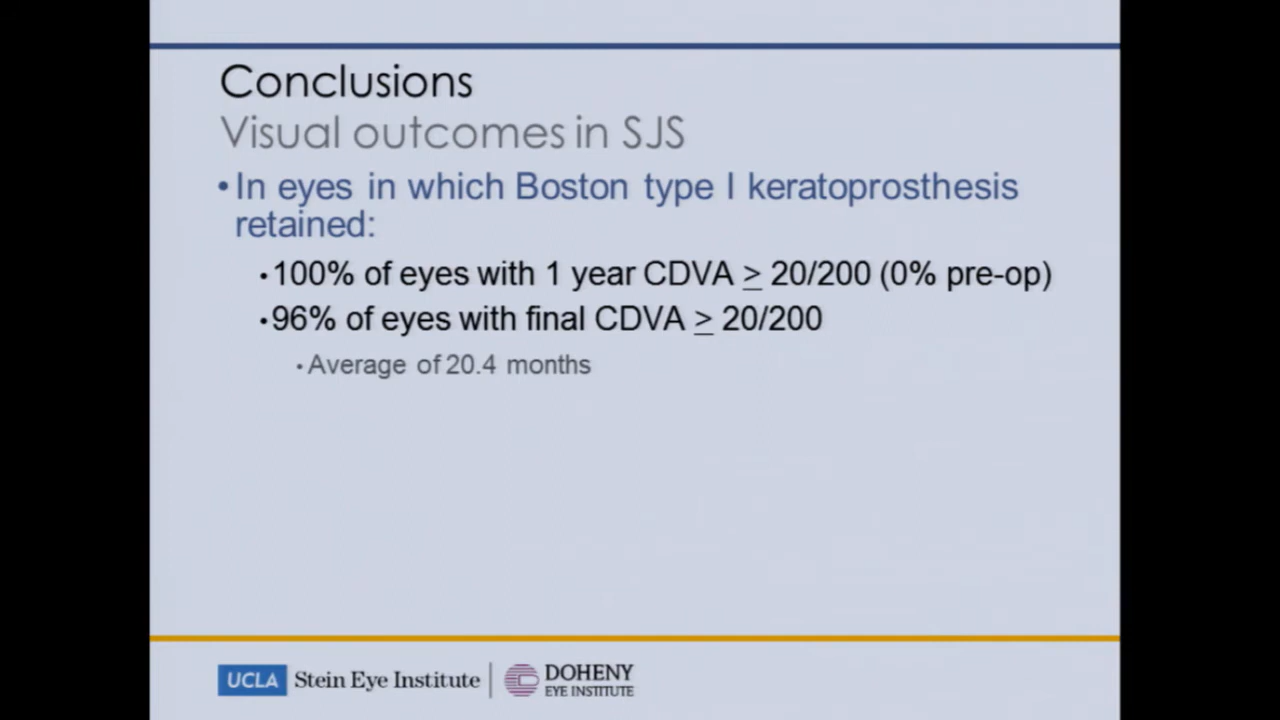 Conclusions
Visual outcomes in SJS
• In eyes in which Boston type I keratoprosthesis
retained:
• 100% of eyes with 1 year CDVA ≥ 20/200 (0% pre-op)
• 96% of eyes with final CDVA ≥ 20/200
• Average of 20.4 months
UCLA Stein Eye Institute | DOHENY
EYE INSTITUTE